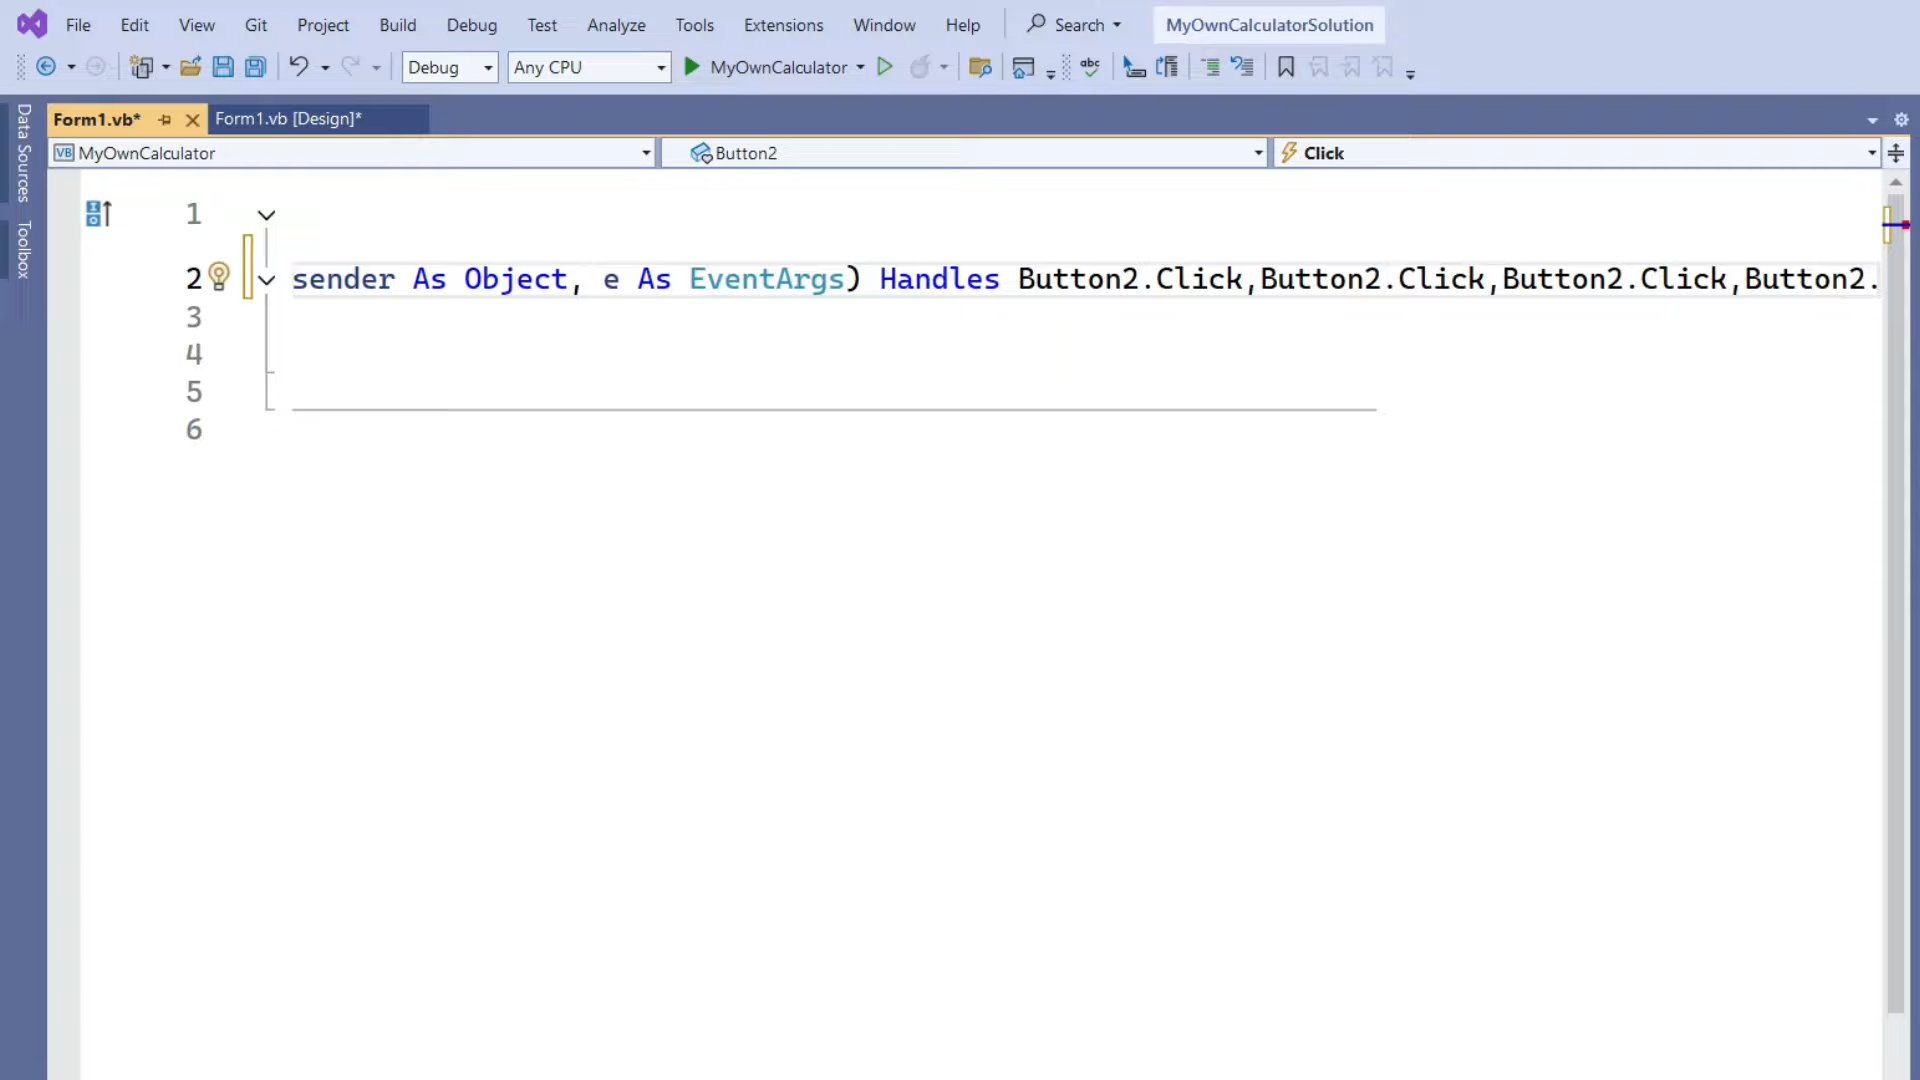 File Edit View Git Project Build Debug Test Analyze Tools Extensions Window Help Search MyOwnCalculatorSolution
Debug Any CPU MyOwnCalculator abc
Data Sources
Toolbox
Form1.vb* Form1.vb [Design]*
VB MyOwnCalculator Button2 Click
1
2 sender As Object, e As EventArgs) Handles Button2.Click,Button2.Click,Button2.Click,Button2.
3
4
5
6